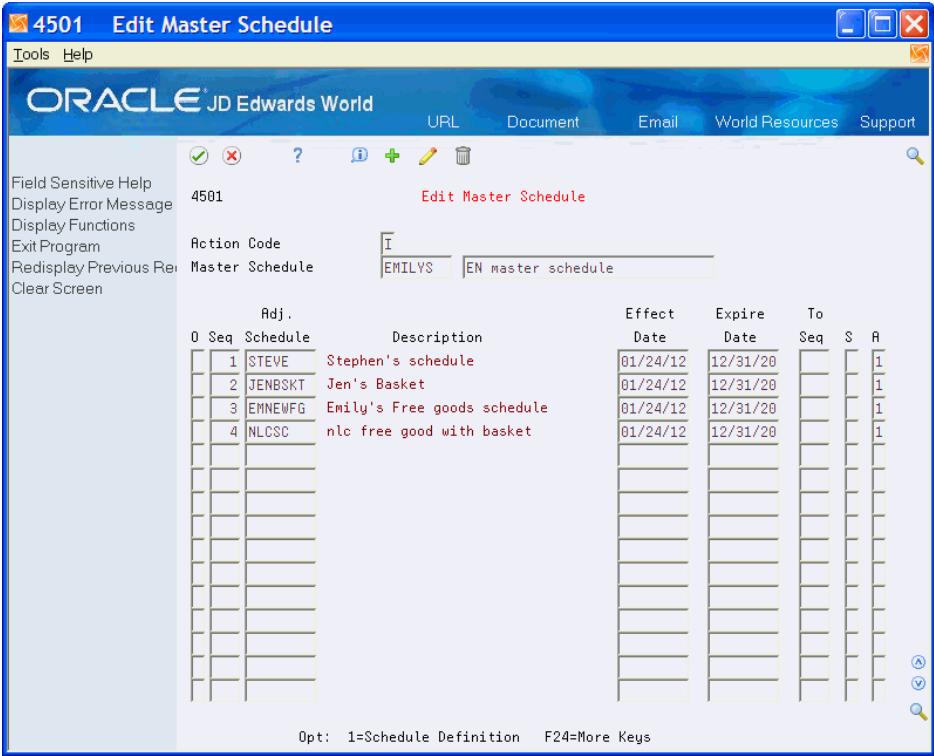 4501 Edit Master Schedule
Tools Help
ORACLE JD Edwards World
URL Document Email World Resources Support
Field Sensitive Help
Display Error Message
Display Functions
Exit Program
Redisplay Previous Re
Clear Screen
4501 Edit Master Schedule
Action Code I
Master Schedule EMILYS EN master schedule
Adj. Effect Expire To
O Seq Schedule Description Date Date Seq S A
1 STEVE Stephen's schedule 01/24/12 12/31/20 1
2 JENBSKT Jen's Basket 01/24/12 12/31/20 1
3 EMNEWFG Emily's Free goods schedule 01/24/12 12/31/20 1
4 NLCSC nlc free good with basket 01/24/12 12/31/20 1
Opt: 1=Schedule Definition F24=More Keys